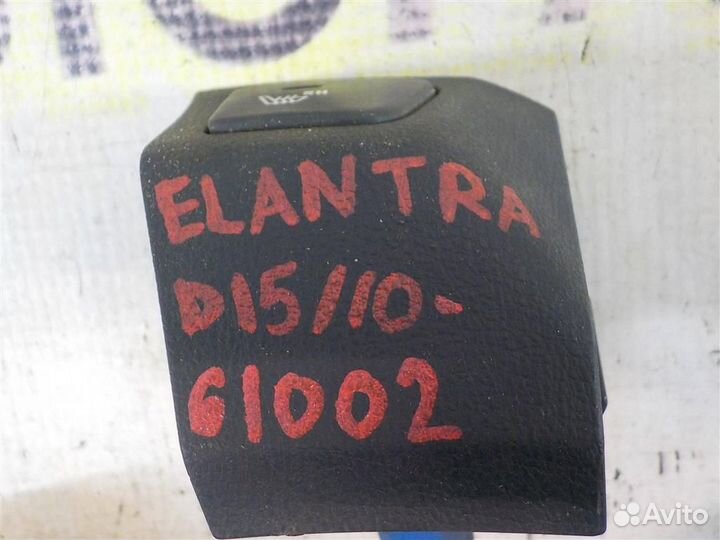 ELANTRA
D15/10-
61002
Avito